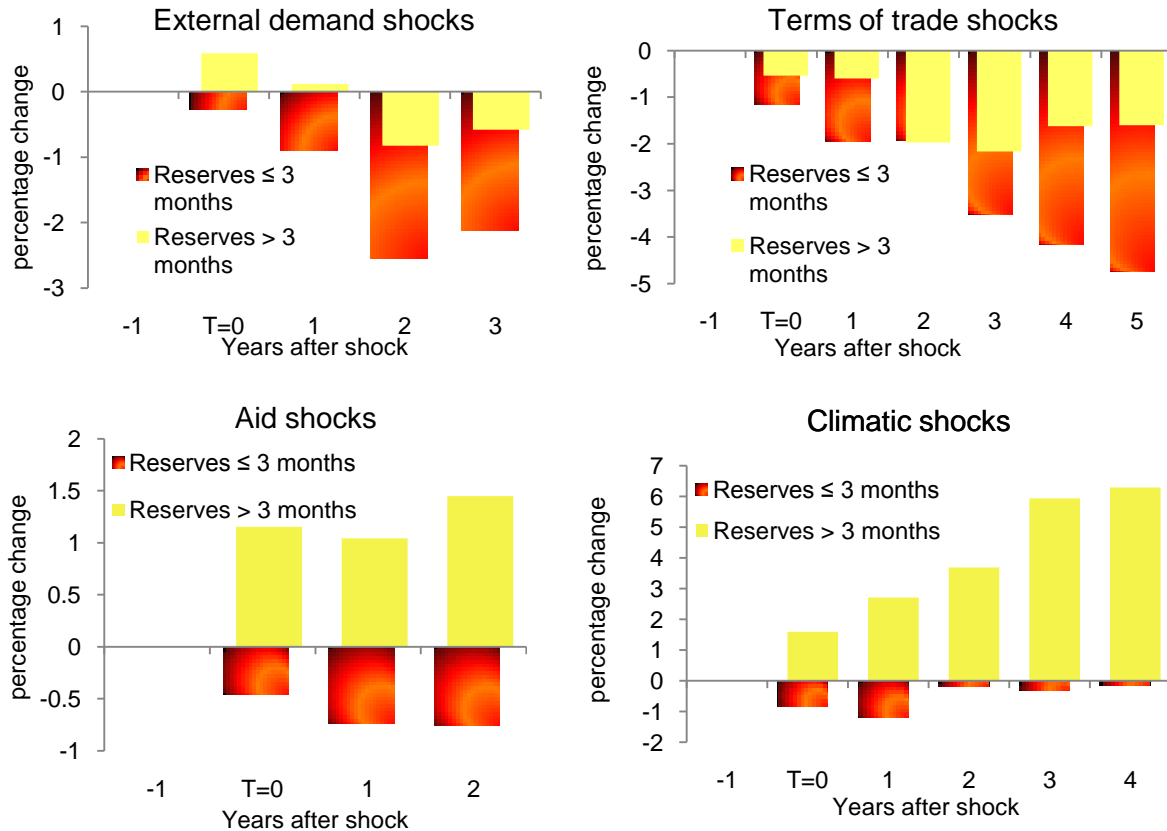 External demand shocks
percentage change
1
0
-1
-2
-3
Reserves ≤ 3
months
Reserves > 3
months
-1 T=0 1 2 3
Years after shock
Terms of trade shocks
percentage change
0
-1
-2
-3
-4
-5
Reserves ≤ 3
months
Reserves > 3
months
-1 T=0 1 2 3 4 5
Years after shock
Aid shocks
percentage change
2
1.5
1
0.5
0
-0.5
-1
Reserves ≤ 3 months
Reserves > 3 months
-1 T=0 1 2
Years after shock
Climatic shocks
percentage change
7
6
5
4
3
2
1
0
-1
-2
Reserves ≤ 3 months
Reserves > 3 months
-1 T=0 1 2 3 4
Years after shock